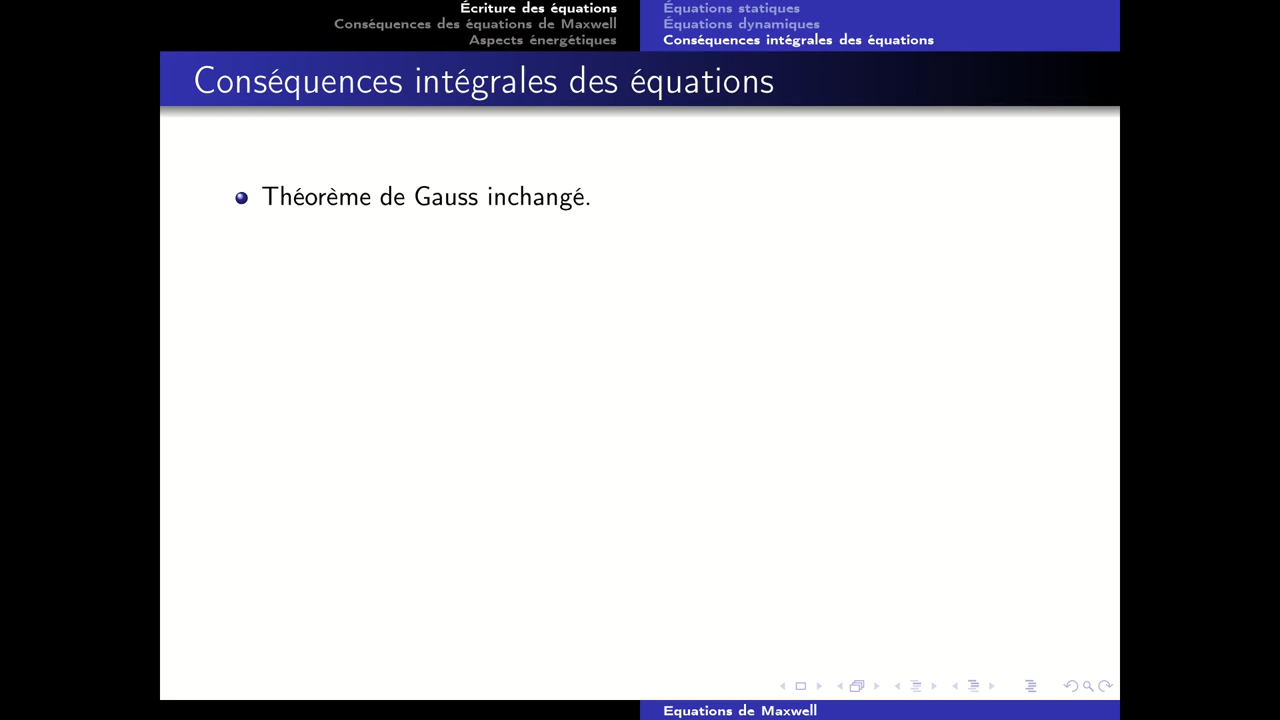 Écriture des équations
Conséquences des équations de Maxwell
Aspects énergétiques
Équations statiques
Équations dynamiques
Conséquences intégrales des équations
Conséquences intégrales des équations
Théorème de Gauss inchangé.
Equations de Maxwell